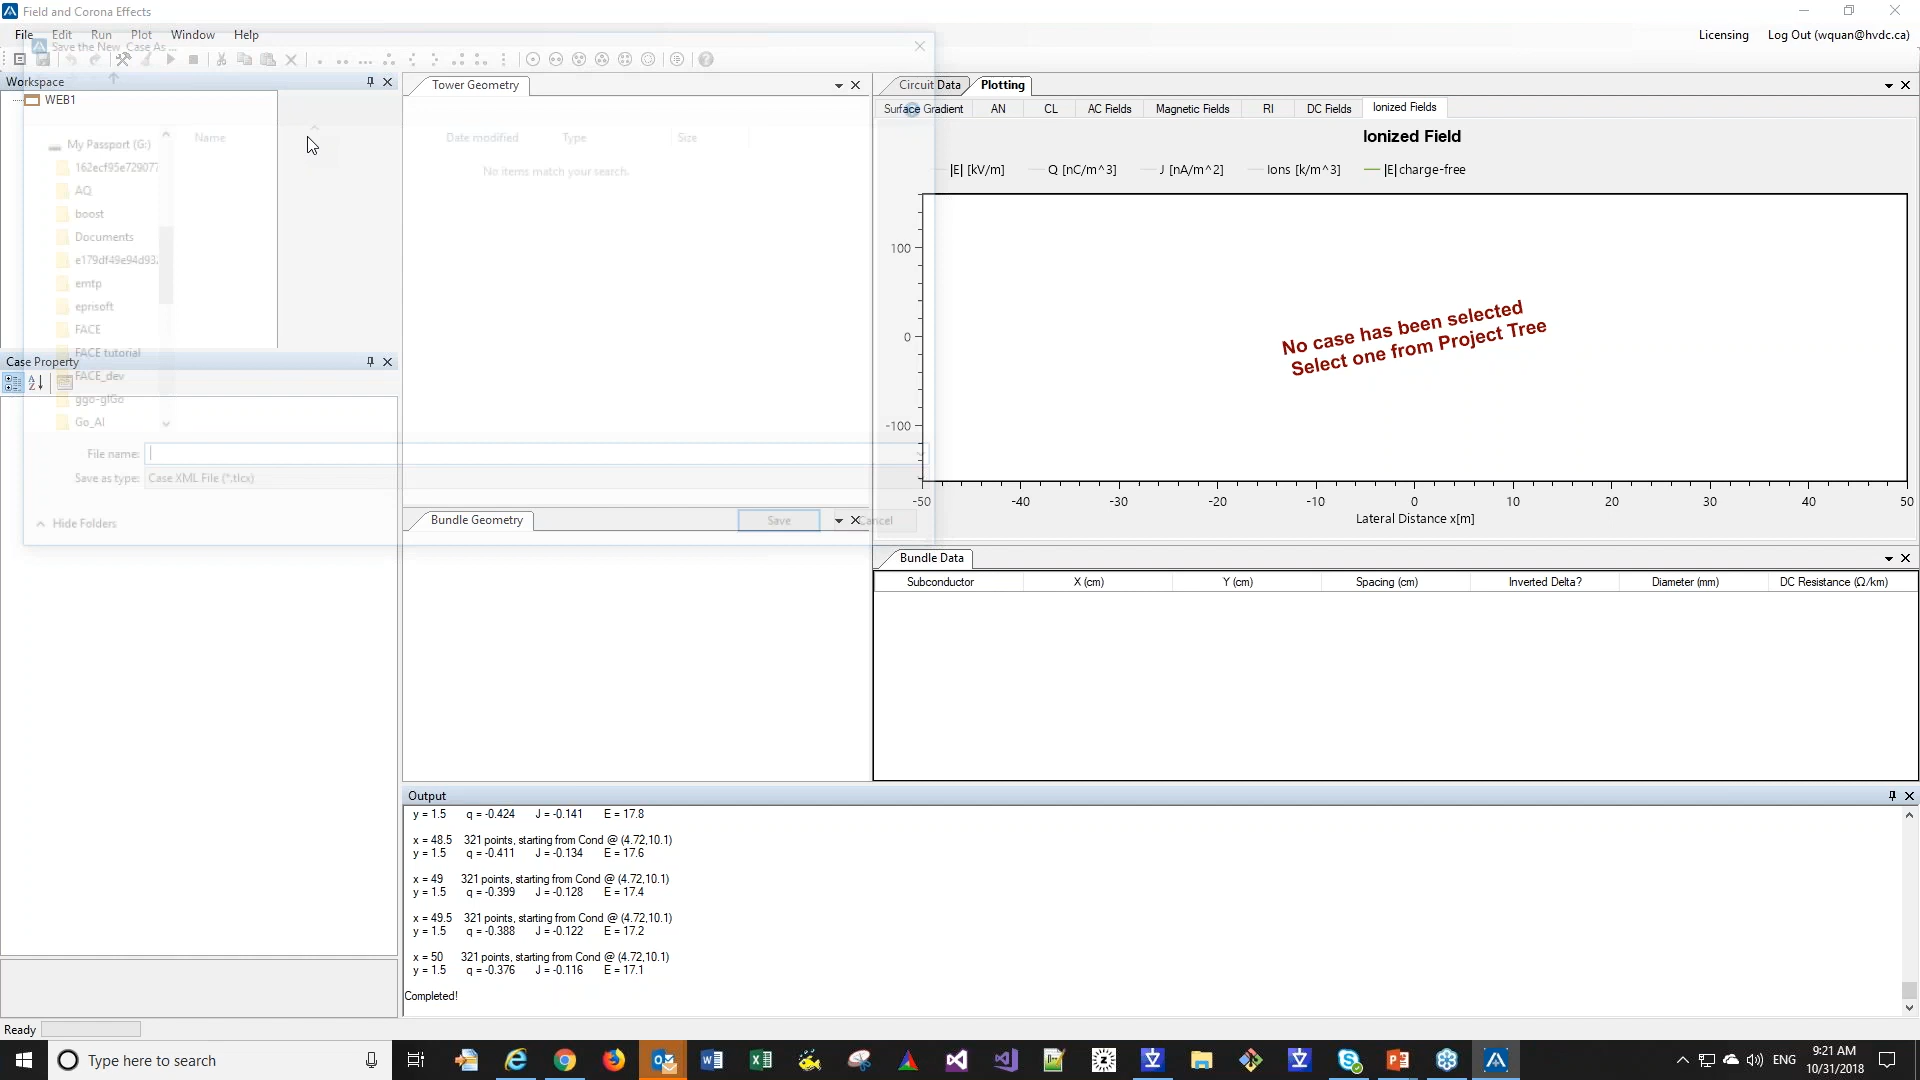 Field and Corona Effects
File Edit Run Plot Window Help
Licensing Log Out (wquan@hvdc.ca)
Save the New Case As ...
Workspace
WEB1
My Passport (G:)
162ecf95e729077
AQ
boost
Documents
e179df49e94d93
emtp
eprisoft
FACE
FACE tutorial
FACE_dev
ggo-glGo
Go_AI
Name Date modified Type Size
No items match your search.
File name:
Save as type: Case XML File (*.tlcx)
Hide Folders
Save Cancel
Case Property
Tower Geometry
Bundle Geometry
Circuit Data Plotting
Surface Gradient AN CL AC Fields Magnetic Fields RI DC Fields Ionized Fields
Ionized Field
|E| [kV/m] Q [nC/m^3] J [nA/m^2] Ions [k/m^3] |E|charge-free
100
0
-100
No case has been selected
Select one from Project Tree
-50 -40 -30 -20 -10 0 10 20 30 40 50
Lateral Distance x[m]
Bundle Data
Subconductor X (cm) Y (cm) Spacing (cm) Inverted Delta? Diameter (mm) DC Resistance (Ω/km)
Output
y = 1.5 q = -0.424 J = -0.141 E = 17.8
x = 48.5 321 points, starting from Cond @ (4.72,10.1)
y = 1.5 q = -0.411 J = -0.134 E = 17.6
x = 49 321 points, starting from Cond @ (4.72,10.1)
y = 1.5 q = -0.399 J = -0.128 E = 17.4
x = 49.5 321 points, starting from Cond @ (4.72,10.1)
y = 1.5 q = -0.388 J = -0.122 E = 17.2
x = 50 321 points, starting from Cond @ (4.72,10.1)
y = 1.5 q = -0.376 J = -0.116 E = 17.1
Completed!
Ready
Type here to search
ENG
9:21 AM
10/31/2018